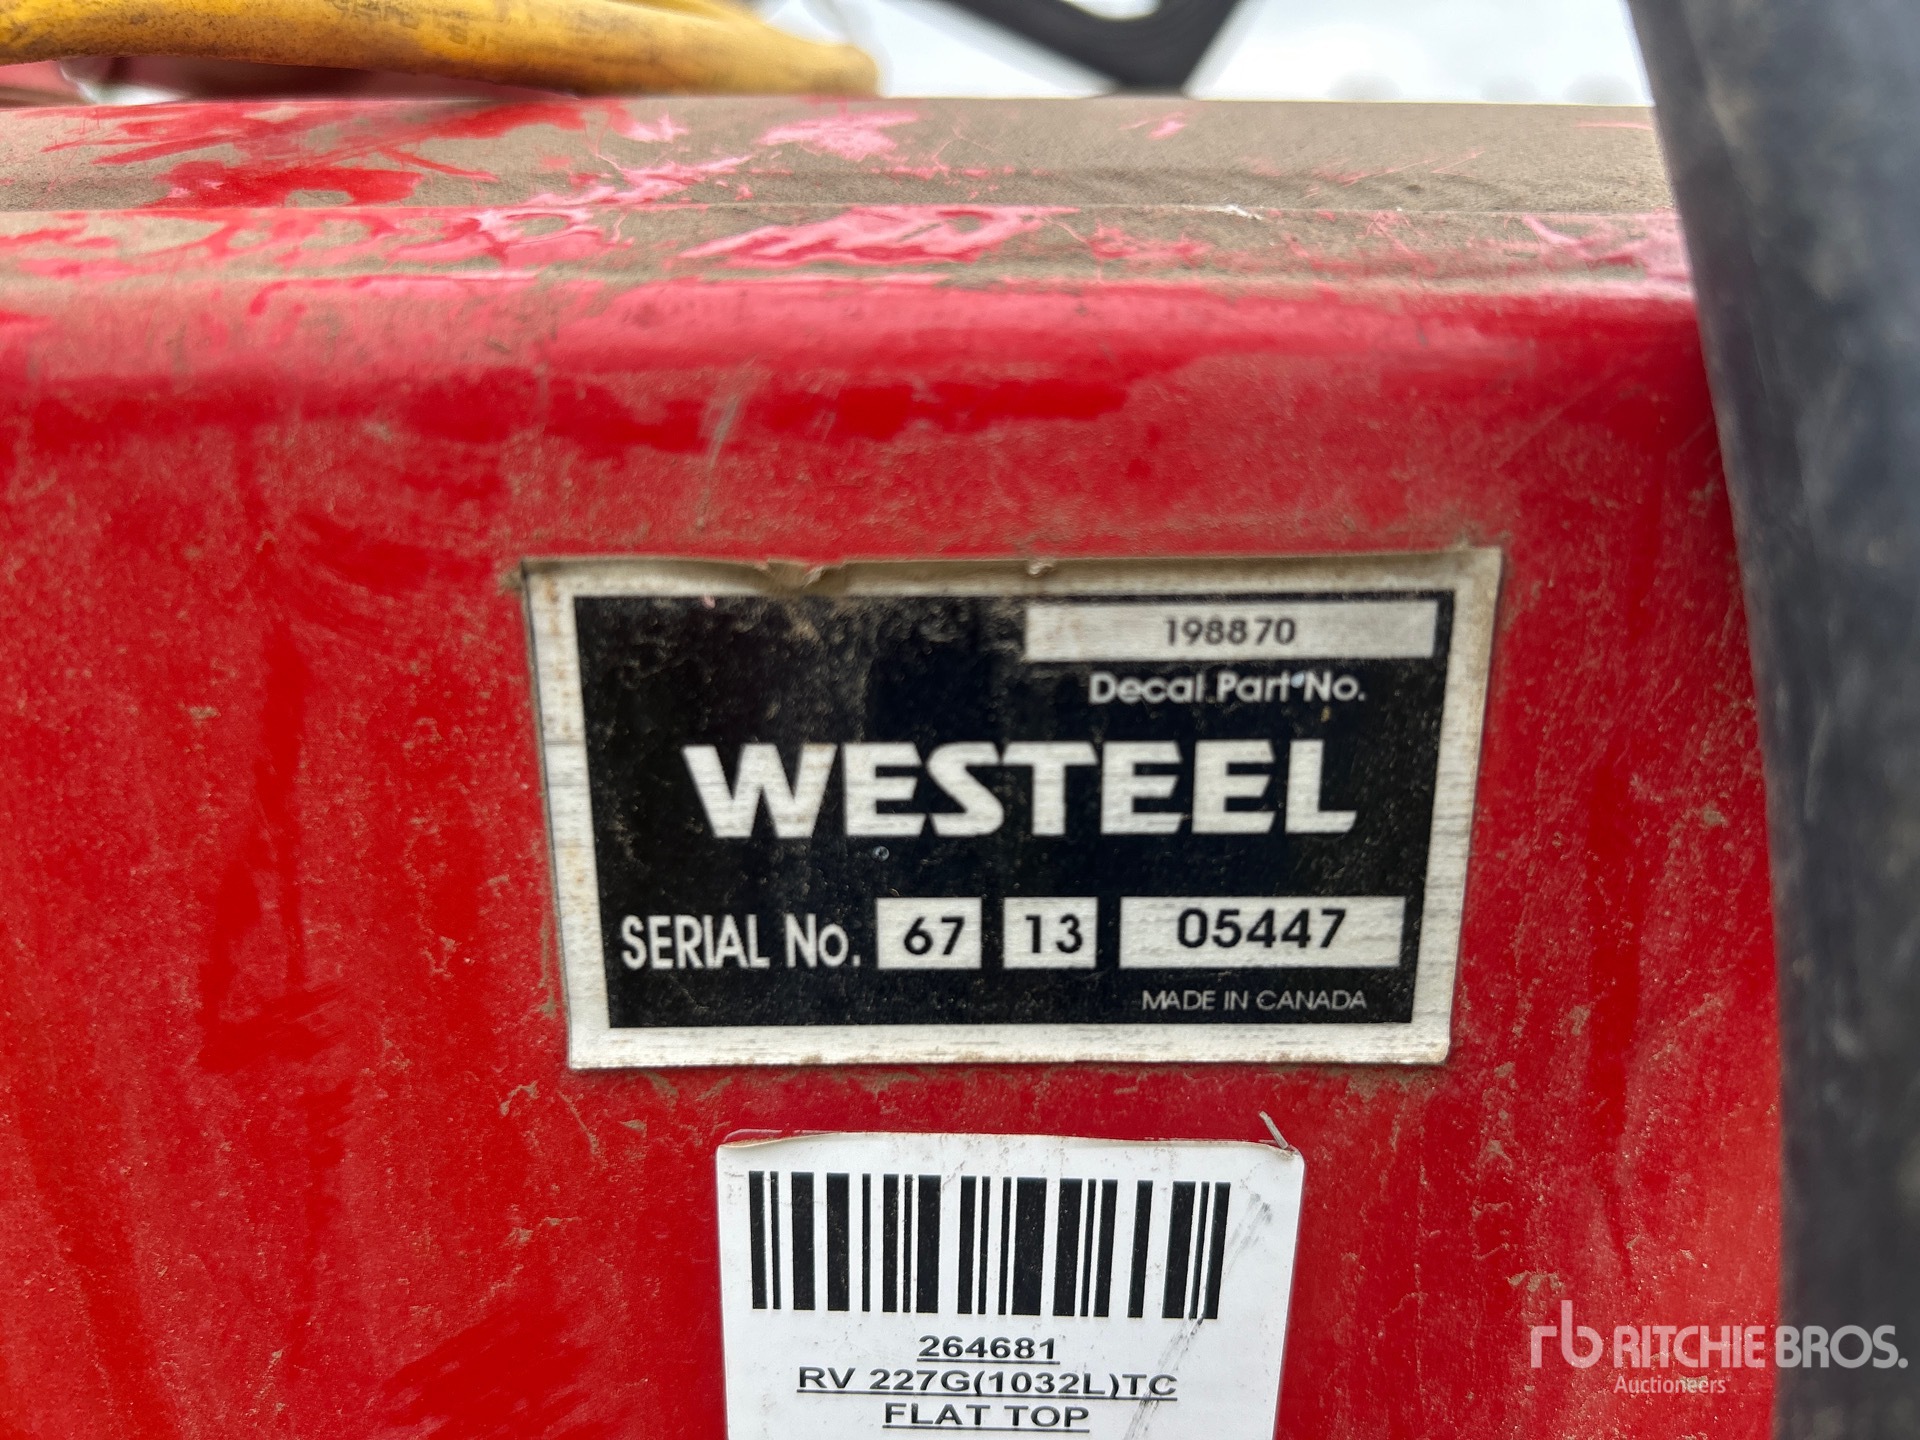 198870
Decal Part No.
WESTEEL
SERIAL No. 67 13 05447
MADE IN CANADA
264681
RV 227G(1032L)TC
FLAT TOP
rb RITCHIE BROS.
Auctioneers